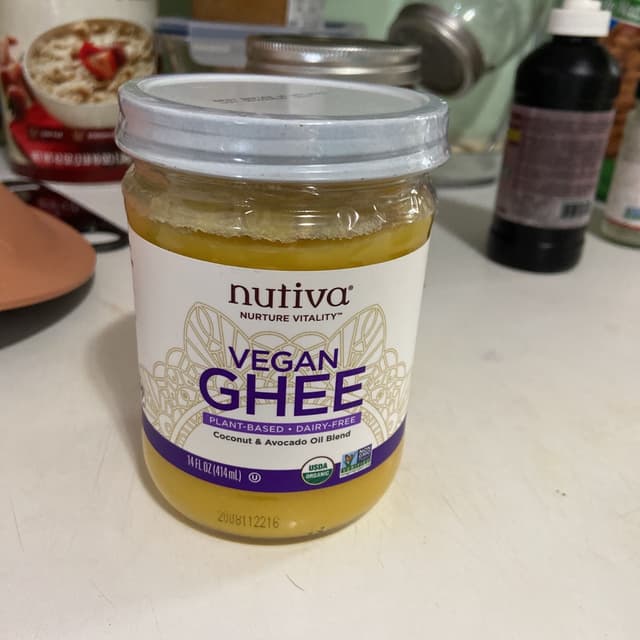 nutiva®
NURTURE VITALITY™
VEGAN
GHEE
PLANT-BASED • DAIRY-FREE
Coconut & Avocado Oil Blend
14 FL OZ (414 mL)
USDA
ORGANIC
2008112216